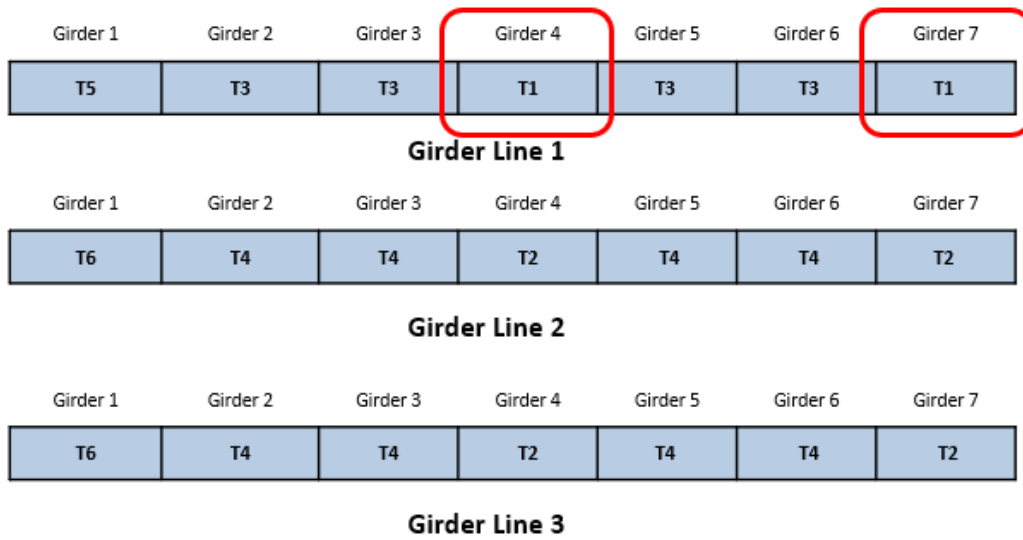 Girder 1 Girder 2 Girder 3 Girder 4 Girder 5 Girder 6 Girder 7
T5 T3 T3 T1 T3 T3 T1
Girder Line 1
Girder 1 Girder 2 Girder 3 Girder 4 Girder 5 Girder 6 Girder 7
T6 T4 T4 T2 T4 T4 T2
Girder Line 2
Girder 1 Girder 2 Girder 3 Girder 4 Girder 5 Girder 6 Girder 7
T6 T4 T4 T2 T4 T4 T2
Girder Line 3